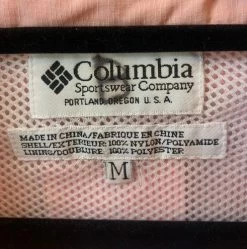 Columbia
Sportswear Company
PORTLAND, OREGON U.S.A.
MADE IN CHINA/FABRIQUE EN CHINE
SHELL/EXTERIEUR: 100% NYLON/POLYAMIDE
LINING/DOUBLURE: 100% POLYESTER
M